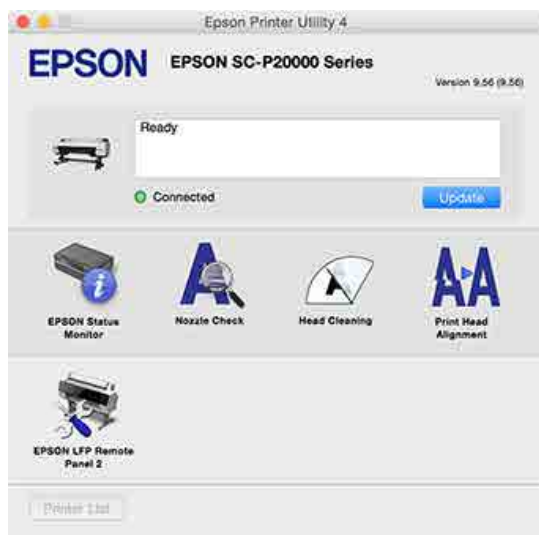 Epson Printer Utility 4
EPSON
EPSON SC-P20000 Series
Version 9.56 (9.56)
Ready
Connected
Update
EPSON Status
Monitor
Nozzle Check
Head Cleaning
Print Head
Alignment
EPSON LFP Remote
Panel 2
Printer List